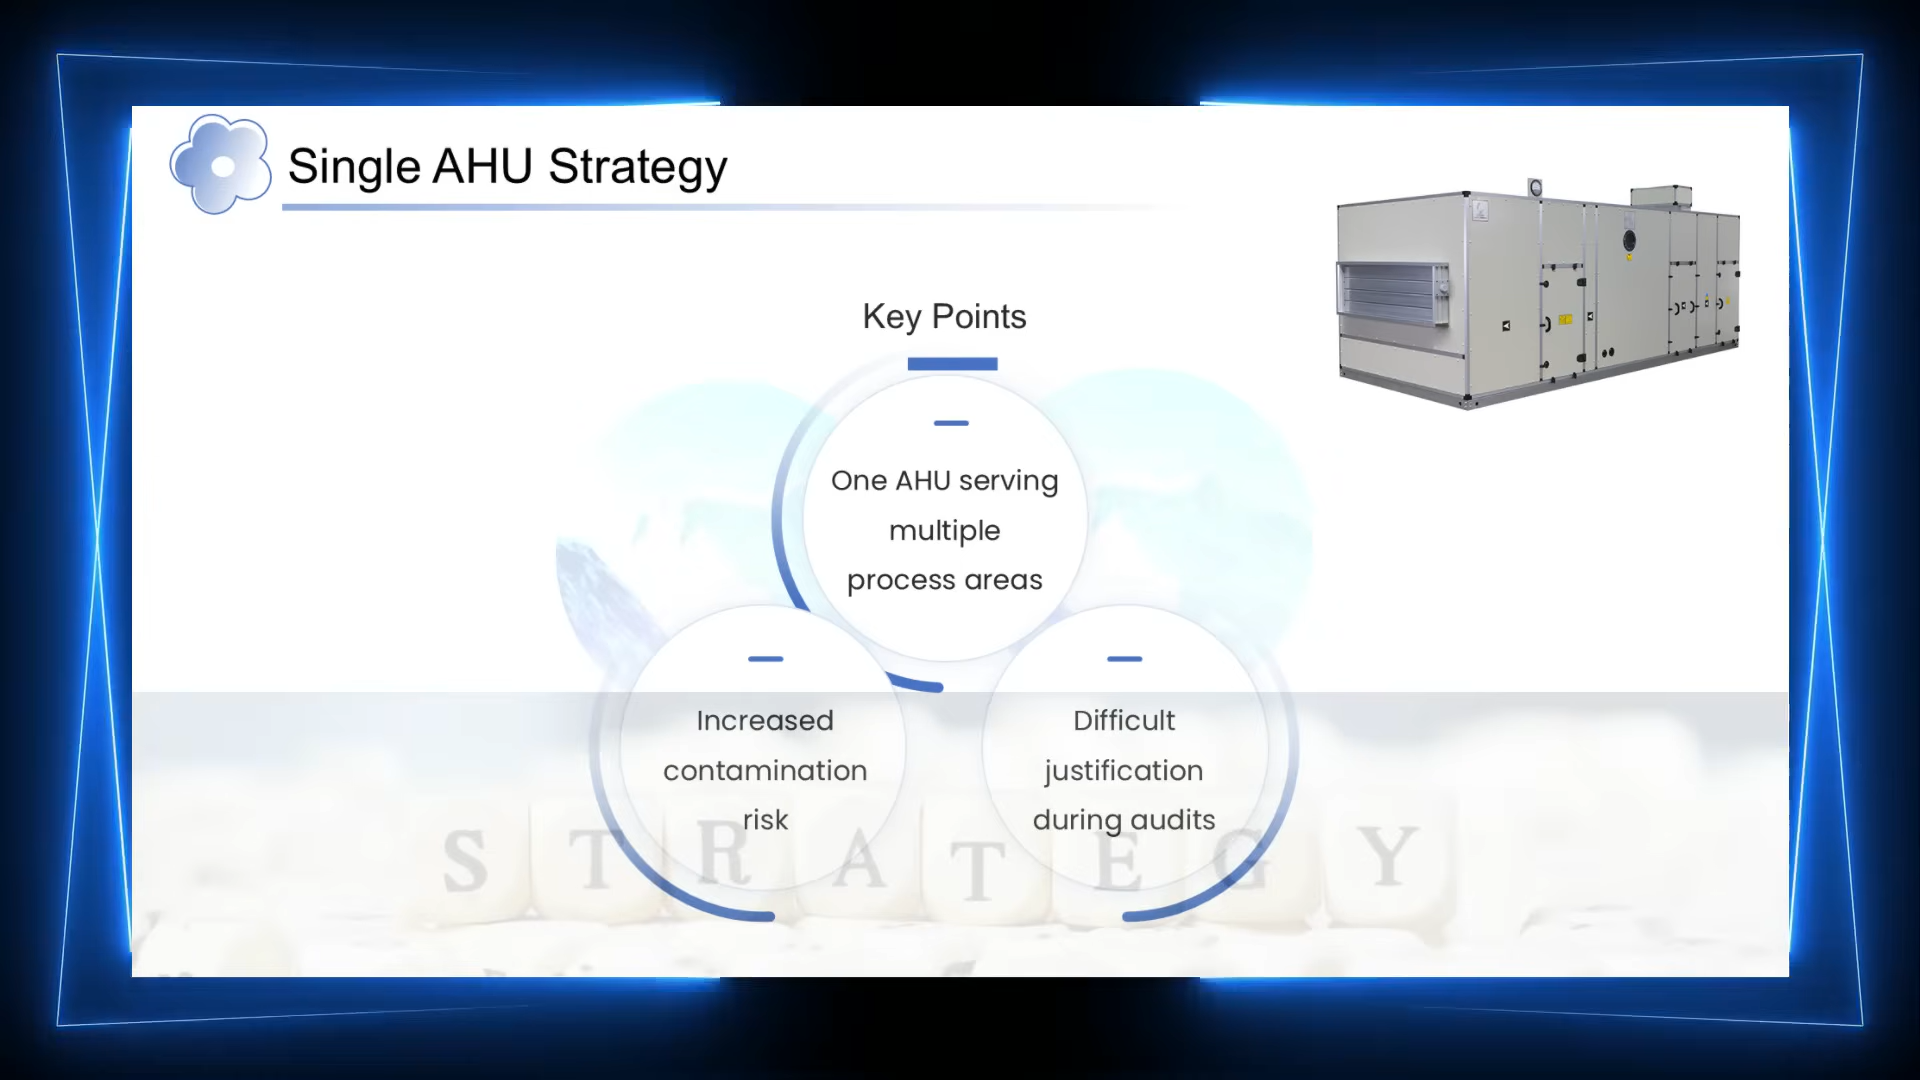 Single AHU Strategy
Key Points
One AHU serving
multiple
process areas
Increased
contamination
risk
Difficult
justification
during audits
STRATEGY